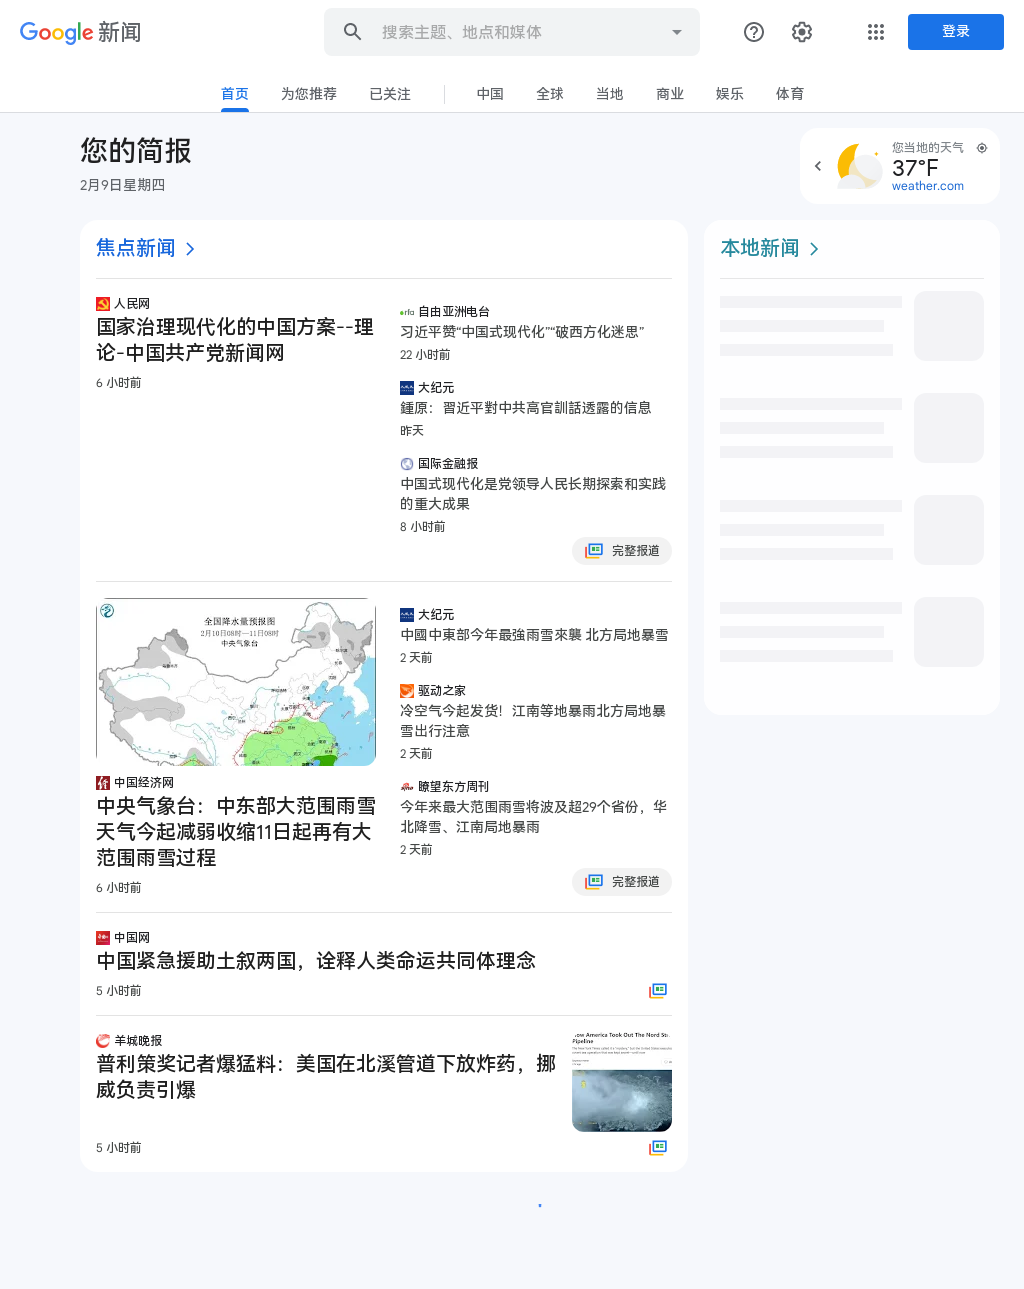 Google 新闻
搜索主题、地点和媒体
登录
首页
为您推荐
已关注
中国
全球
当地
商业
娱乐
体育
您的简报
2月9日星期四
您当地的天气
37°F
weather.com
焦点新闻
人民网
国家治理现代化的中国方案--理
论-中国共产党新闻网
6 小时前
rfa 自由亚洲电台
习近平赞“中国式现代化”“破西方化迷思”
22 小时前
大纪元
鍾原：習近平對中共高官訓話透露的信息
昨天
国际金融报
中国式现代化是党领导人民长期探索和实践
的重大成果
8 小时前
完整报道
全国降水量预报图
2月10日08时—11日08时
中央气象台
中国经济网
中央气象台：中东部大范围雨雪
天气今起减弱收缩11日起再有大
范围雨雪过程
6 小时前
大纪元
中國中東部今年最強雨雪來襲 北方局地暴雪
2 天前
驱动之家
冷空气今起发货！江南等地暴雨北方局地暴
雪出行注意
2 天前
瞭望东方周刊
今年来最大范围雨雪将波及超29个省份，华
北降雪、江南局地暴雨
2 天前
完整报道
中国网
中国紧急援助土叙两国，诠释人类命运共同体理念
5 小时前
羊城晚报
普利策奖记者爆猛料：美国在北溪管道下放炸药，挪
威负责引爆
5 小时前
How America Took Out The Nord St
Pipeline
本地新闻